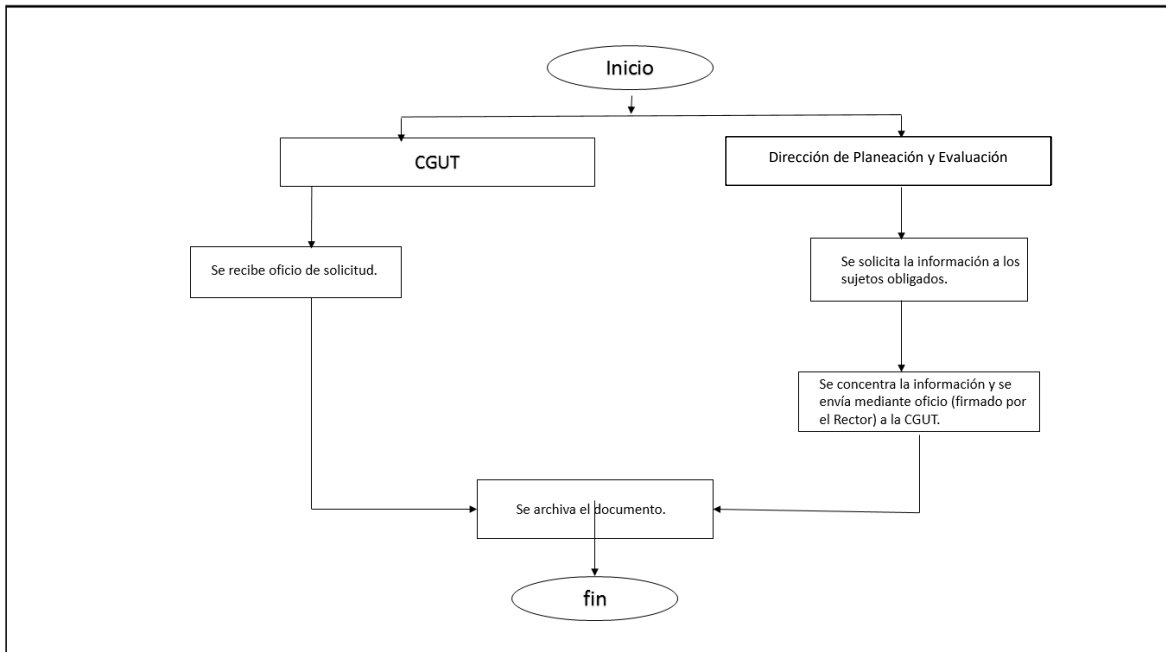 Inicio
CGUT
Dirección de Planeación y Evaluación
Se recibe oficio de solicitud.
Se solicita la información a los
sujetos obligados.
Se concentra la información y se
envía mediante oficio (firmado por
el Rector) a la CGUT.
Se archiva el documento.
fin